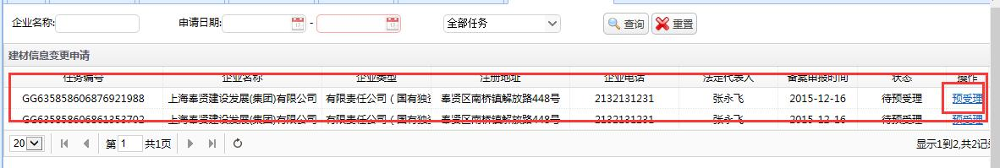 企业名称: 申请日期: - 全部任务 查询 重置
建材信息变更申请
任务编号 企业名称 企业类型 注册地址 企业电话 法定代表人 备案申报时间 状态 操作
GG635858606876921988 上海奉贤建设发展(集团)有限公司 有限责任公司（国有独资 奉贤区南桥镇解放路448号 2132131231 张永飞 2015-12-16 待预受理 预受理
GG635858606861353702 上海奉贤建设发展(集团)有限公司 有限责任公司（国有独资 奉贤区南桥镇解放路448号 2132131231 张永飞 2015-12-16 待预受理 预受理
20 第 1 共1页 显示1到2,共2记录